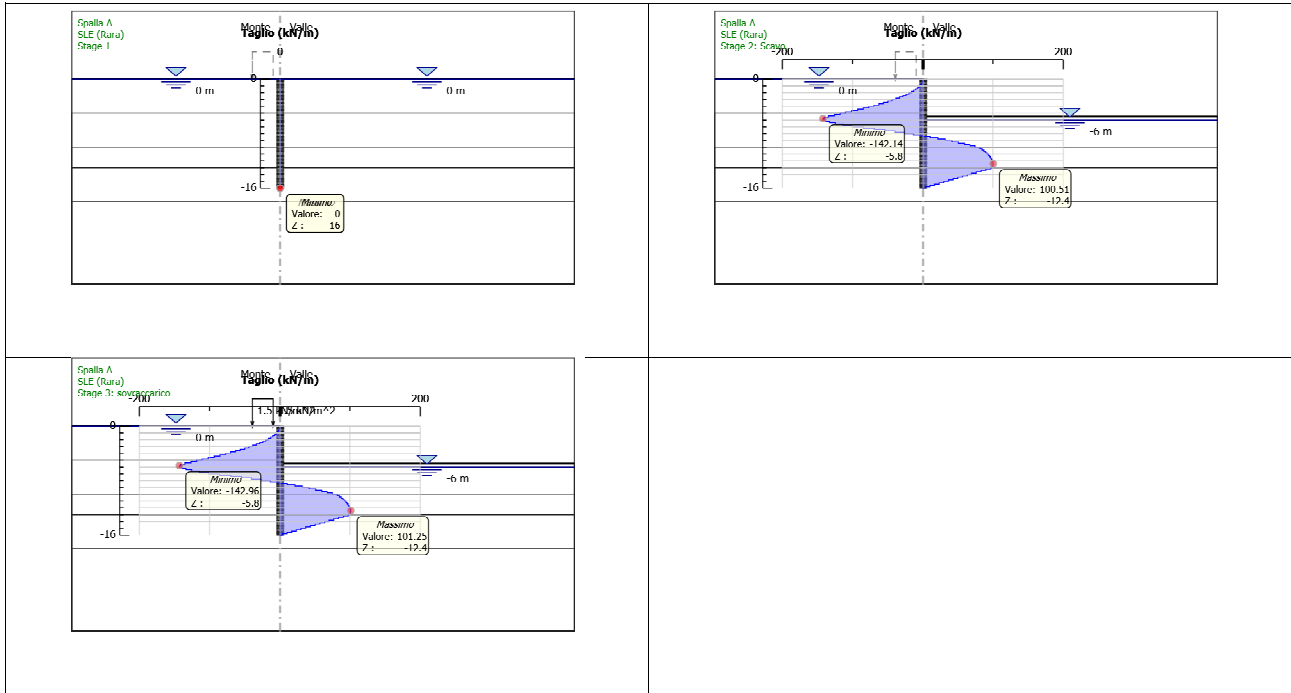 Spalla A
SLE (Rara)
Stage 1
Monte Valle
Taglio (kN/m)
0
0
0 m
0 m
-16
Minimo
Valore: 0
Z : 16
Spalla A
SLE (Rara)
Stage 2: Scavo
Monte Valle
Taglio (kN/m)
-200
200
0
0 m
-6 m
-16
Minimo
Valore: -142.14
Z : -5.8
Massimo
Valore: 100.51
Z : -12.4
Spalla A
SLE (Rara)
Stage 3: sovraccarico
Monte Valle
Taglio (kN/m)
-200
200
0
0 m
-6 m
-16
Minimo
Valore: -142.96
Z : -5.8
Massimo
Valore: 101.25
Z : -12.4